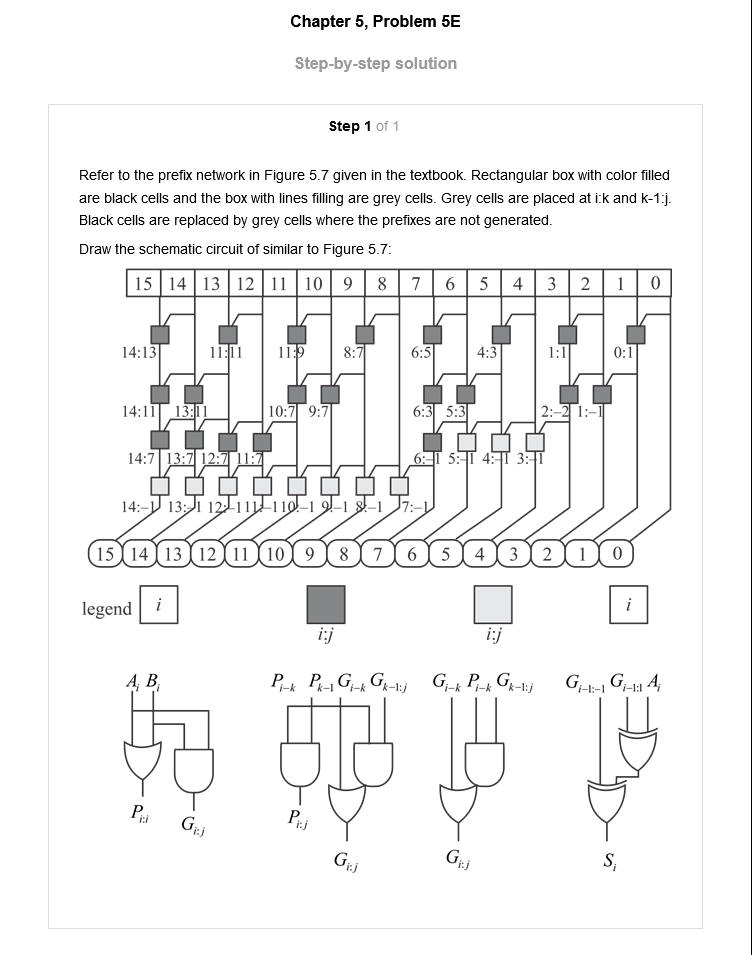 Chapter 5, Problem 5E
Step-by-step solution
Step 1 of 1
Refer to the prefix network in Figure 5.7 given in the textbook. Rectangular box with color filled
are black cells and the box with lines filling are grey cells. Grey cells are placed at i:k and k-1:j.
Black cells are replaced by grey cells where the prefixes are not generated.
Draw the schematic circuit of similar to Figure 5.7:
15 14 13 12 11 10 9 8 7 6 5 4 3 2 1 0
14:13 11:11 11:9 8:7 6:5 4:3 1:1 0:1
14:11 13:11 10:7 9:7 6:3 5:3 2:–2 1:–1
14:7 13:7 12:7 11:7 6:–1 5:–1 4:–1 3:–1
14:–1 13:–1 12:–1 11:–1 10:–1 9:–1 8:–1 7:–1
15 14 13 12 11 10 9 8 7 6 5 4 3 2 1 0
legend i i:j i:j i
A_i B_i P_{i–k} P_{k–1} G_{i–k} G_{k–1:j} G_{i–k} P_{i–k} G_{k–1:j} G_{i–1:–1} G_{i–1:1} A_i
P_{i:i} G_{i:j} P_{i:j} G_{i:j} G_{i:j} S_i